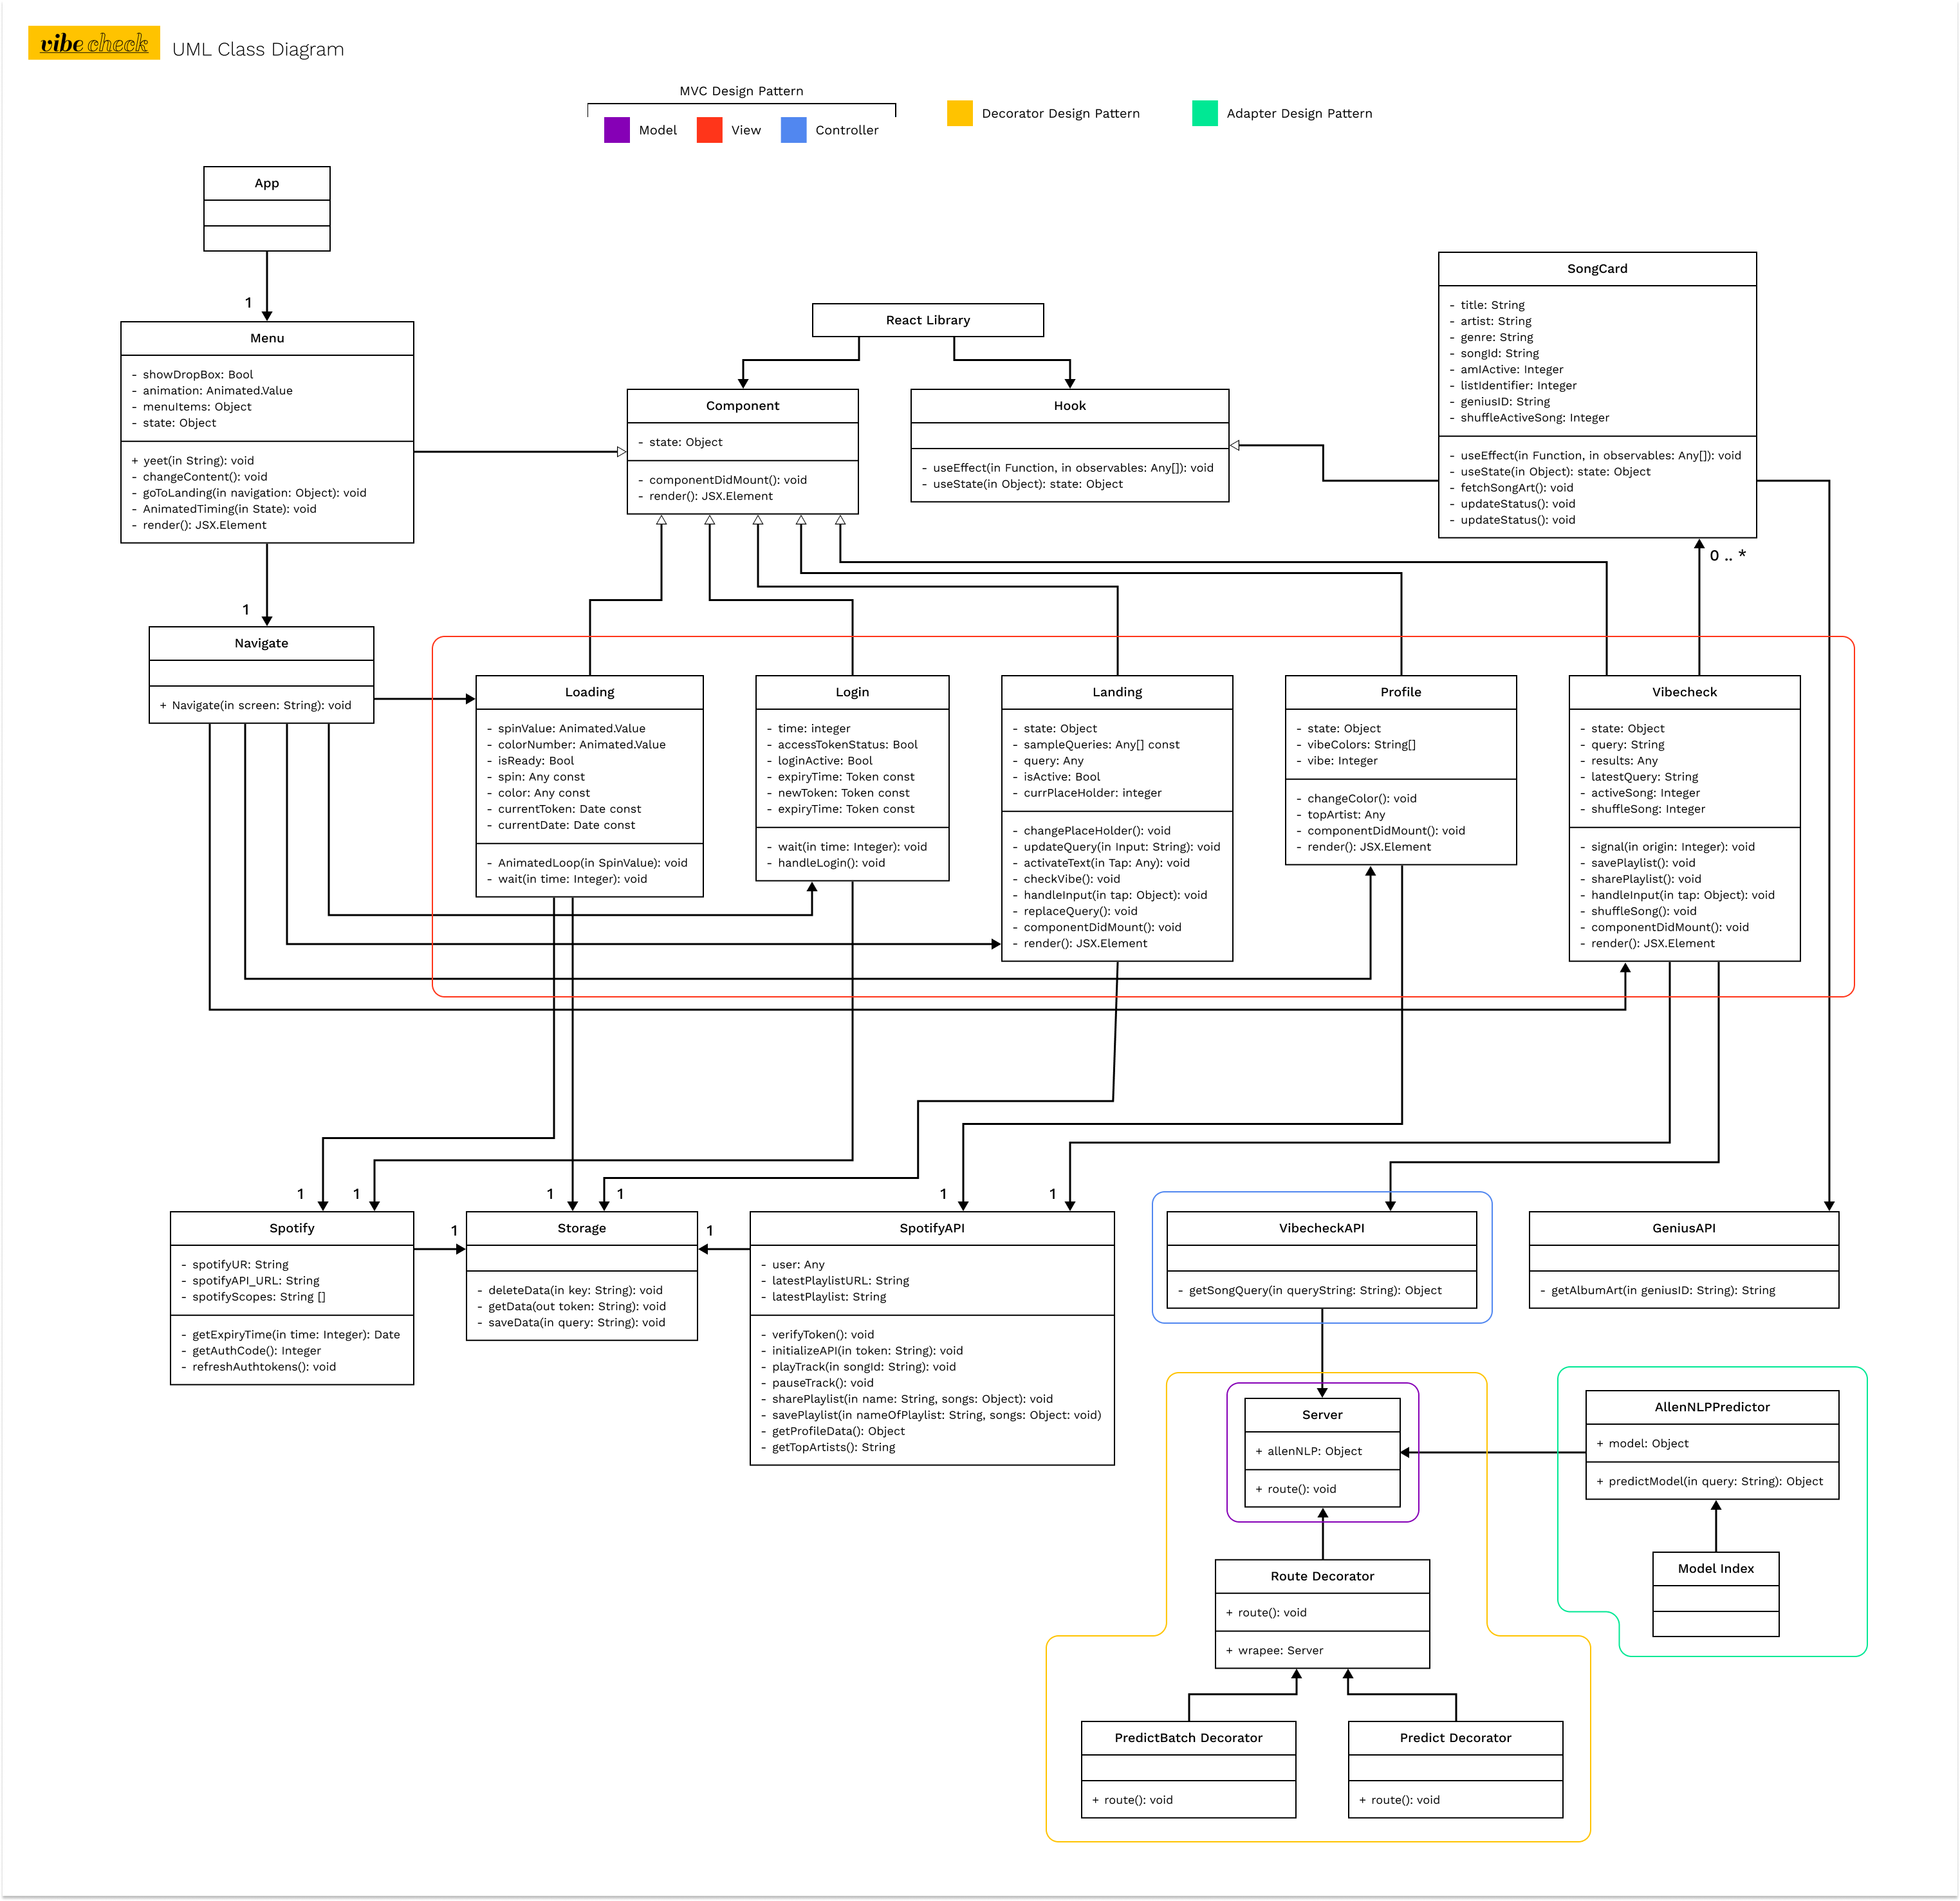 vibe check
UML Class Diagram
MVC Design Pattern
Model
View
Controller
Decorator Design Pattern
Adapter Design Pattern
App
1
Menu
- showDropBox: Bool
- animation: Animated.Value
- menuItems: Object
- state: Object
+ yeet(in String): void
- changeContent(): void
- goToLanding(in navigation: Object): void
- AnimatedTiming(in State): void
- render(): JSX.Element
1
Navigate
+ Navigate(in screen: String): void
React Library
Component
- state: Object
- componentDidMount(): void
- render(): JSX.Element
Hook
- useEffect(in Function, in observables: Any[]): void
- useState(in Object): state: Object
SongCard
- title: String
- artist: String
- genre: String
- songId: String
- amIActive: Integer
- listIdentifier: Integer
- geniusID: String
- shuffleActiveSong: Integer
- useEffect(in Function, in observables: Any[]): void
- useState(in Object): state: Object
- fetchSongArt(): void
- updateStatus(): void
- updateStatus(): void
0 .. *
Loading
- spinValue: Animated.Value
- colorNumber: Animated.Value
- isReady: Bool
- spin: Any const
- color: Any const
- currentToken: Date const
- currentDate: Date const
- AnimatedLoop(in SpinValue): void
- wait(in time: Integer): void
Login
- time: integer
- accessTokenStatus: Bool
- loginActive: Bool
- expiryTime: Token const
- newToken: Token const
- expiryTime: Token const
- wait(in time: Integer): void
- handleLogin(): void
Landing
- state: Object
- sampleQueries: Any[] const
- query: Any
- isActive: Bool
- currPlaceHolder: integer
- changePlaceHolder(): void
- updateQuery(in Input: String): void
- activateText(in Tap: Any): void
- checkVibe(): void
- handleInput(in tap: Object): void
- replaceQuery(): void
- componentDidMount(): void
- render(): JSX.Element
Profile
- state: Object
- vibeColors: String[]
- vibe: Integer
- changeColor(): void
- topArtist: Any
- componentDidMount(): void
- render(): JSX.Element
Vibecheck
- state: Object
- query: String
- results: Any
- latestQuery: String
- activeSong: Integer
- shuffleSong: Integer
- signal(in origin: Integer): void
- savePlaylist(): void
- sharePlaylist(): void
- handleInput(in tap: Object): void
- shuffleSong(): void
- componentDidMount(): void
- render(): JSX.Element
1
1
1
1
1
1
Spotify
- spotifyUR: String
- spotifyAPI_URL: String
- spotifyScopes: String []
- getExpiryTime(in time: Integer): Date
- getAuthCode(): Integer
- refreshAuthtokens(): void
1
Storage
- deleteData(in key: String): void
- getData(out token: String): void
- saveData(in query: String): void
1
SpotifyAPI
- user: Any
- latestPlaylistURL: String
- latestPlaylist: String
- verifyToken(): void
- initializeAPI(in token: String): void
- playTrack(in songId: String): void
- pauseTrack(): void
- sharePlaylist(in name: String, songs: Object): void
- savePlaylist(in nameOfPlaylist: String, songs: Object: void)
- getProfileData(): Object
- getTopArtists(): String
VibecheckAPI
- getSongQuery(in queryString: String): Object
GeniusAPI
- getAlbumArt(in geniusID: String): String
Server
+ allenNLP: Object
+ route(): void
AllenNLPPredictor
+ model: Object
+ predictModel(in query: String): Object
Model Index
Route Decorator
+ route(): void
+ wrapee: Server
PredictBatch Decorator
+ route(): void
Predict Decorator
+ route(): void